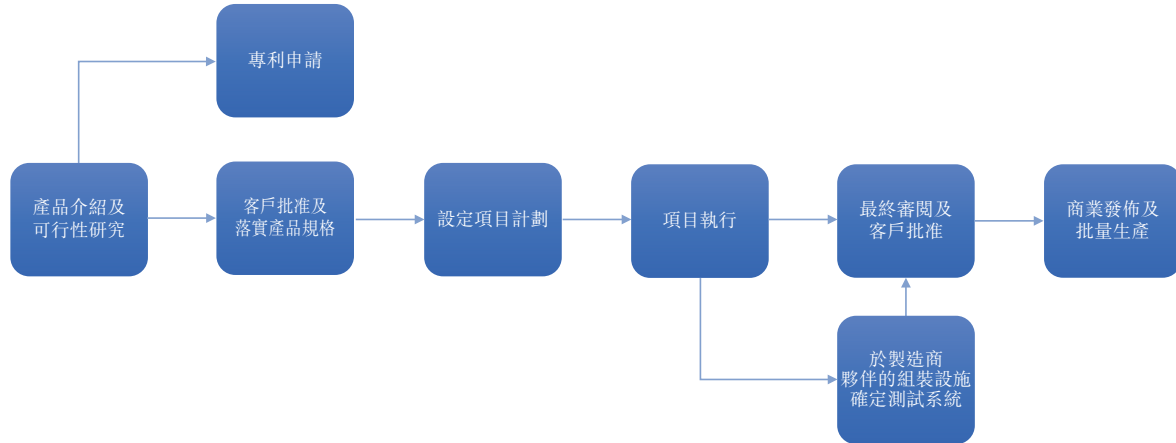 專利申請
產品介紹及
可行性研究
客戶批准及
落實產品規格
設定項目計劃
項目執行
最終審閱及
客戶批准
商業發佈及
批量生產
於製造商
夥伴的組裝設施
確定測試系統